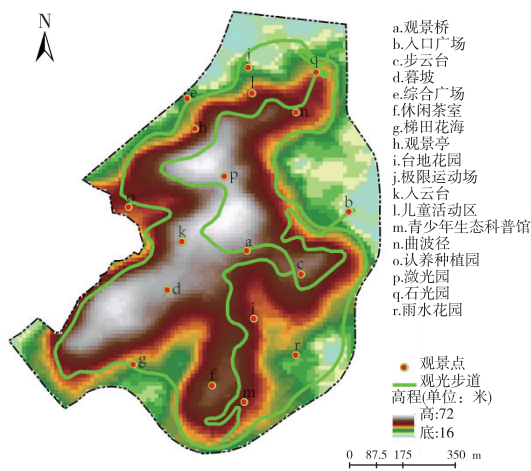 N
q
l
e
n
h
p
o
b
k
a
c
d
r
g
f
m
a.观景桥
b.入口广场
c.步云台
d.暮坡
e.综合广场
f.休闲茶室
g.梯田花海
h.观景亭
i.台地花园
j.极限运动场
k.入云台
l.儿童活动区
m.青少年生态科普馆
n.曲波径
o.认养种植园
p.潋光园
q.石光园
r.雨水花园
观景点
观光步道
高程(单位：米)
高:72
底:16
0 87.5 175 350 m